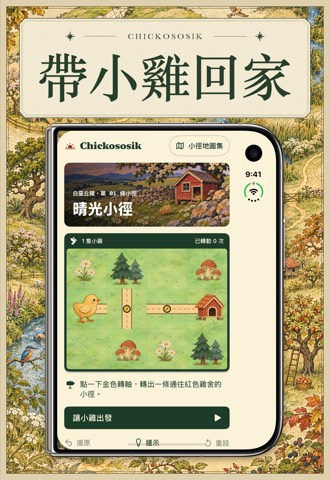 CHICKOSOSIK
帶小雞回家
Chickososik
小徑地圖集
9:41
白堊丘陵・第 01 條小徑
晴光小徑
1 隻小雞
已轉動 0 次
點一下金色轉軸，轉出一條通往紅色雞舍的
小徑。
讓小雞出發
復原
提示
重設